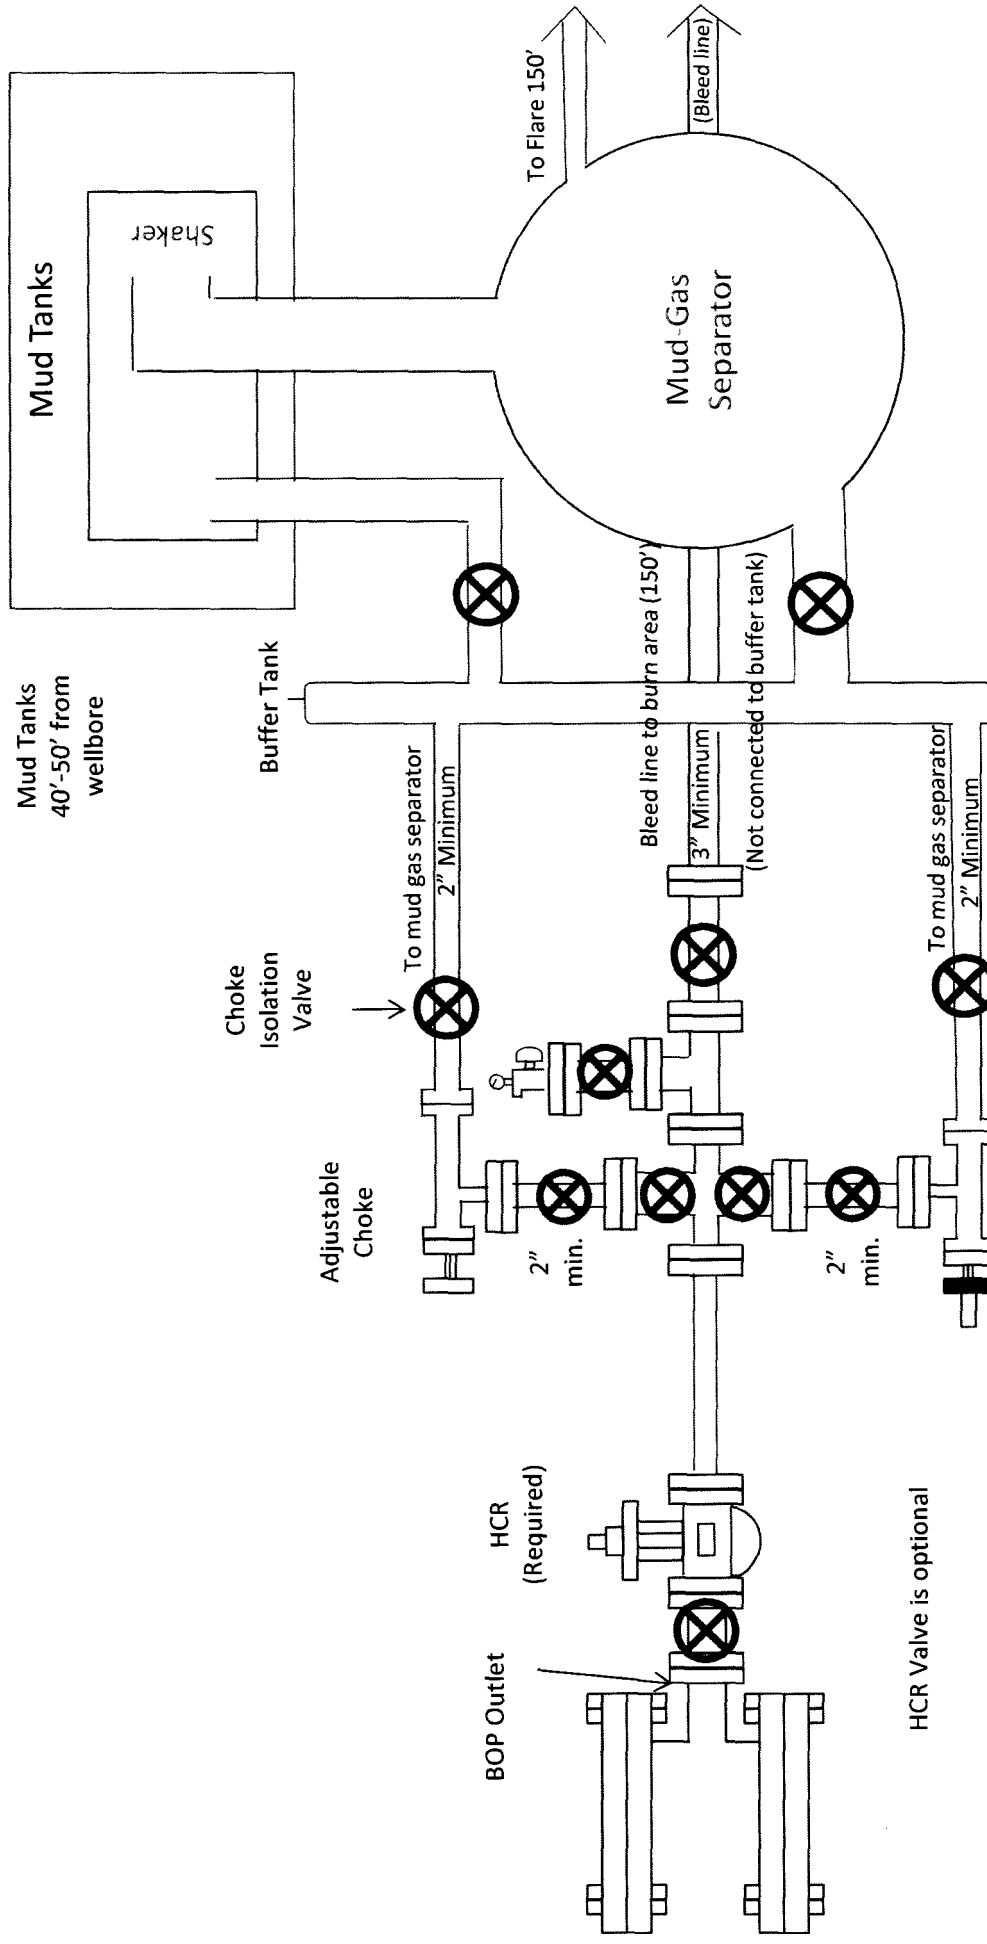 Mud Tanks
Shaker
Mud Tanks
40'-50' from
wellbore
Buffer Tank
To Flare 150'
(Bleed line)
Mud-Gas
Separator
Choke
Isolation
Valve
To mud gas separator
2" Minimum
Bleed line to burn area (150')
3" Minimum
(Not connected to buffer tank)
To mud gas separator
2" Minimum
Adjustable
Choke
2"
min.
2"
min.
HCR
(Required)
BOP Outlet
HCR Valve is optional